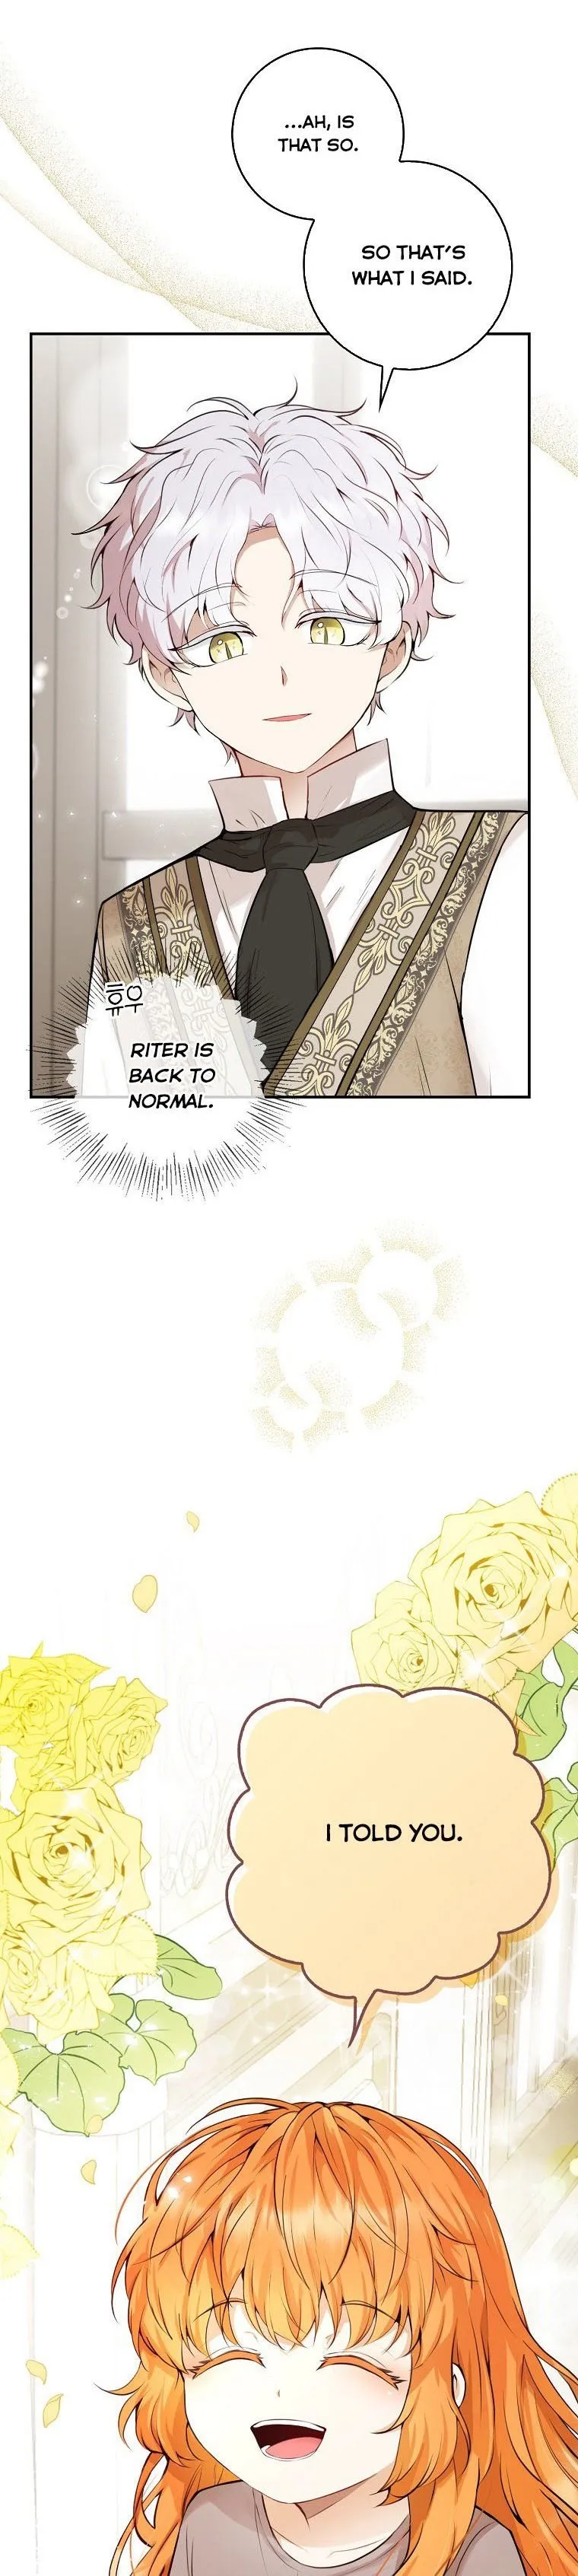 ...AH, IS
THAT SO.
SO THAT'S
WHAT I SAID.
휴우
RITER IS
BACK TO
NORMAL.
I TOLD YOU.